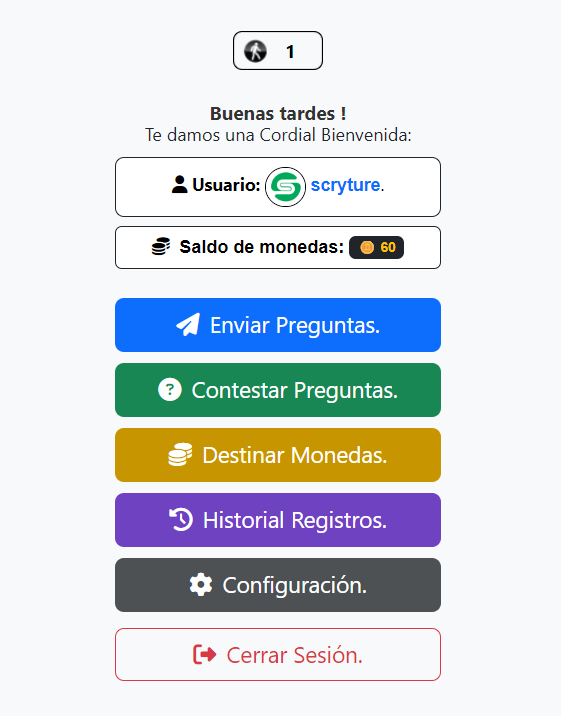 1
Buenas tardes !
Te damos una Cordial Bienvenida:
Usuario: scryture.
Saldo de monedas: 60
Enviar Preguntas.
Contestar Preguntas.
Destinar Monedas.
Historial Registros.
Configuración.
Cerrar Sesión.